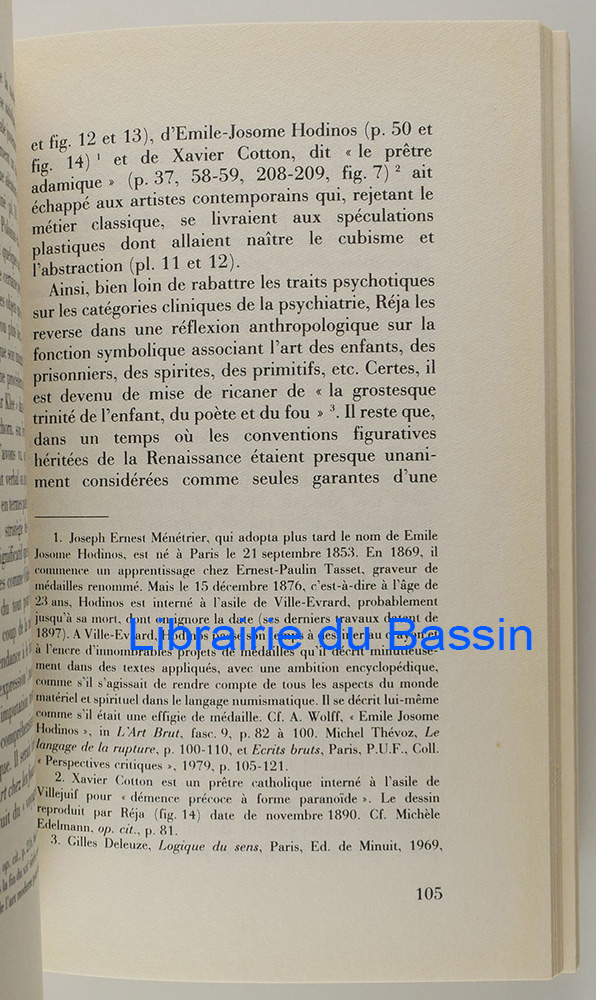 et fig. 12 et 13), d'Emile-Josome Hodinos (p. 50 et
fig. 14) 1 et de Xavier Cotton, dit « le prêtre
adamique » (p. 37, 58-59, 208-209, fig. 7) 2 ait
échappé aux artistes contemporains qui, rejetant le
métier classique, se livraient aux spéculations
plastiques dont allaient naître le cubisme et
l'abstraction (pl. 11 et 12).
Ainsi, bien loin de rabattre les traits psychotiques
sur les catégories cliniques de la psychiatrie, Réja les
reverse dans une réflexion anthropologique sur la
fonction symbolique associant l'art des enfants, des
prisonniers, des spirites, des primitifs, etc. Certes, il
est devenu de mise de ricaner de « la grostesque
trinité de l'enfant, du poète et du fou » 3. Il reste que,
dans un temps où les conventions figuratives
héritées de la Renaissance étaient presque unani-
ment considérées comme seules garantes d'une
1. Joseph Ernest Ménétrier, qui adopta plus tard le nom de Emile
Josome Hodinos, est né à Paris le 21 septembre 1853. En 1869, il
commence un apprentissage chez Ernest-Paulin Tasset, graveur de
médailles renommé. Mais le 15 décembre 1876, c'est-à-dire à l'âge de
23 ans, Hodinos est interné à l'asile de Ville-Evrard, probablement
jusqu'à sa mort, dont on ignore la date (ses derniers travaux datent de
1897). A Ville-Evrard, Hodinos passe son temps à dessiner au crayon et
à l'encre d'innombrables projets de médailles qu'il décrit minutieuse-
ment dans des textes appliqués, avec une ambition encyclopédique,
comme s'il s'agissait de rendre compte de tous les aspects du monde
matériel et spirituel dans le langage numismatique. Il se décrit lui-même
comme s'il était une effigie de médaille. Cf. A. Wolff, « Emile Josome
Hodinos », in L'Art Brut, fasc. 9, p. 82 à 100. Michel Thévoz, Le
langage de la rupture, p. 100-110, et Ecrits bruts, Paris, P.U.F., Coll.
« Perspectives critiques », 1979, p. 105-121.
2. Xavier Cotton est un prêtre catholique interné à l'asile de
Villejuif pour « démence précoce à forme paranoïde ». Le dessin
reproduit par Réja (fig. 14) date de novembre 1890. Cf. Michèle
Edelmann, op. cit., p. 81.
3. Gilles Deleuze, Logique du sens, Paris, Ed. de Minuit, 1969,
105
Librairie du Bassin